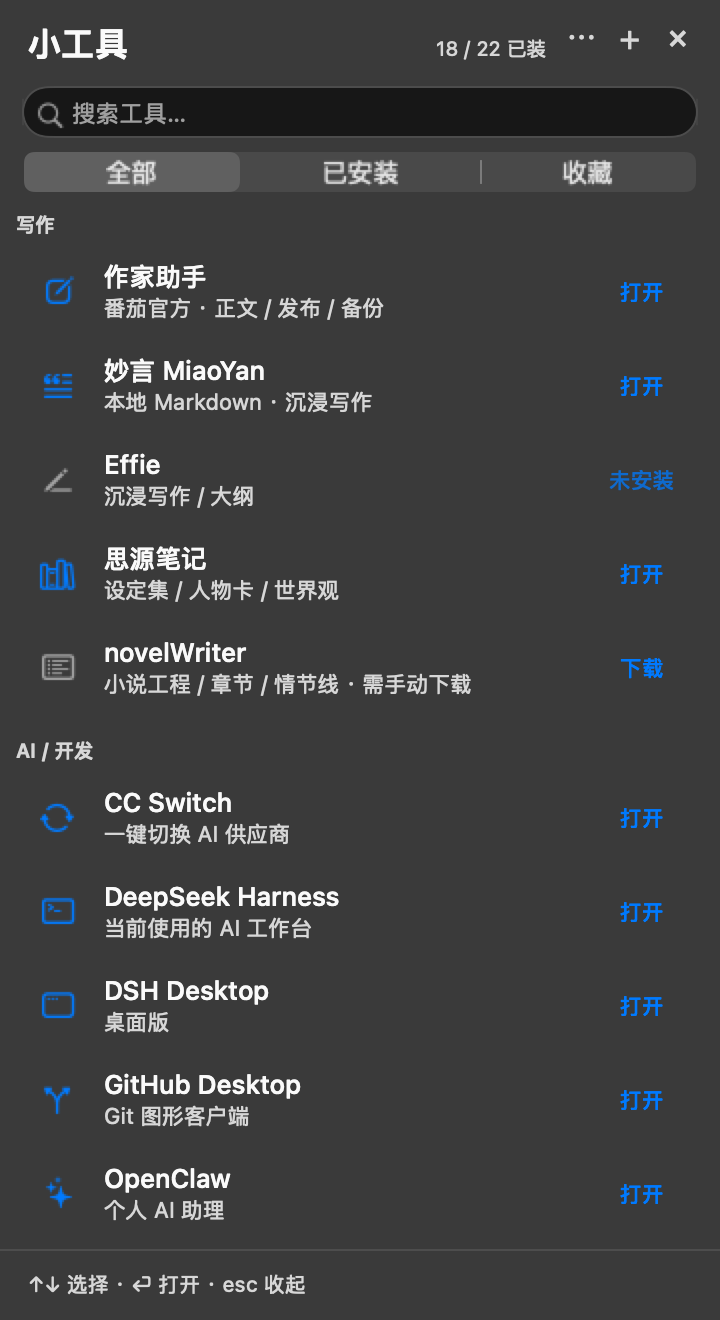 小工具
18 / 22 已装
搜索工具...
全部 已安装 收藏
写作
作家助手
番茄官方 · 正文 / 发布 / 备份
打开
妙言 MiaoYan
本地 Markdown · 沉浸写作
打开
Effie
沉浸写作 / 大纲
未安装
思源笔记
设定集 / 人物卡 / 世界观
打开
novelWriter
小说工程 / 章节 / 情节线 · 需手动下载
下载
AI / 开发
CC Switch
一键切换 AI 供应商
打开
DeepSeek Harness
当前使用的 AI 工作台
打开
DSH Desktop
桌面版
打开
GitHub Desktop
Git 图形客户端
打开
OpenClaw
个人 AI 助理
打开
↑↓ 选择 · ↩ 打开 · esc 收起